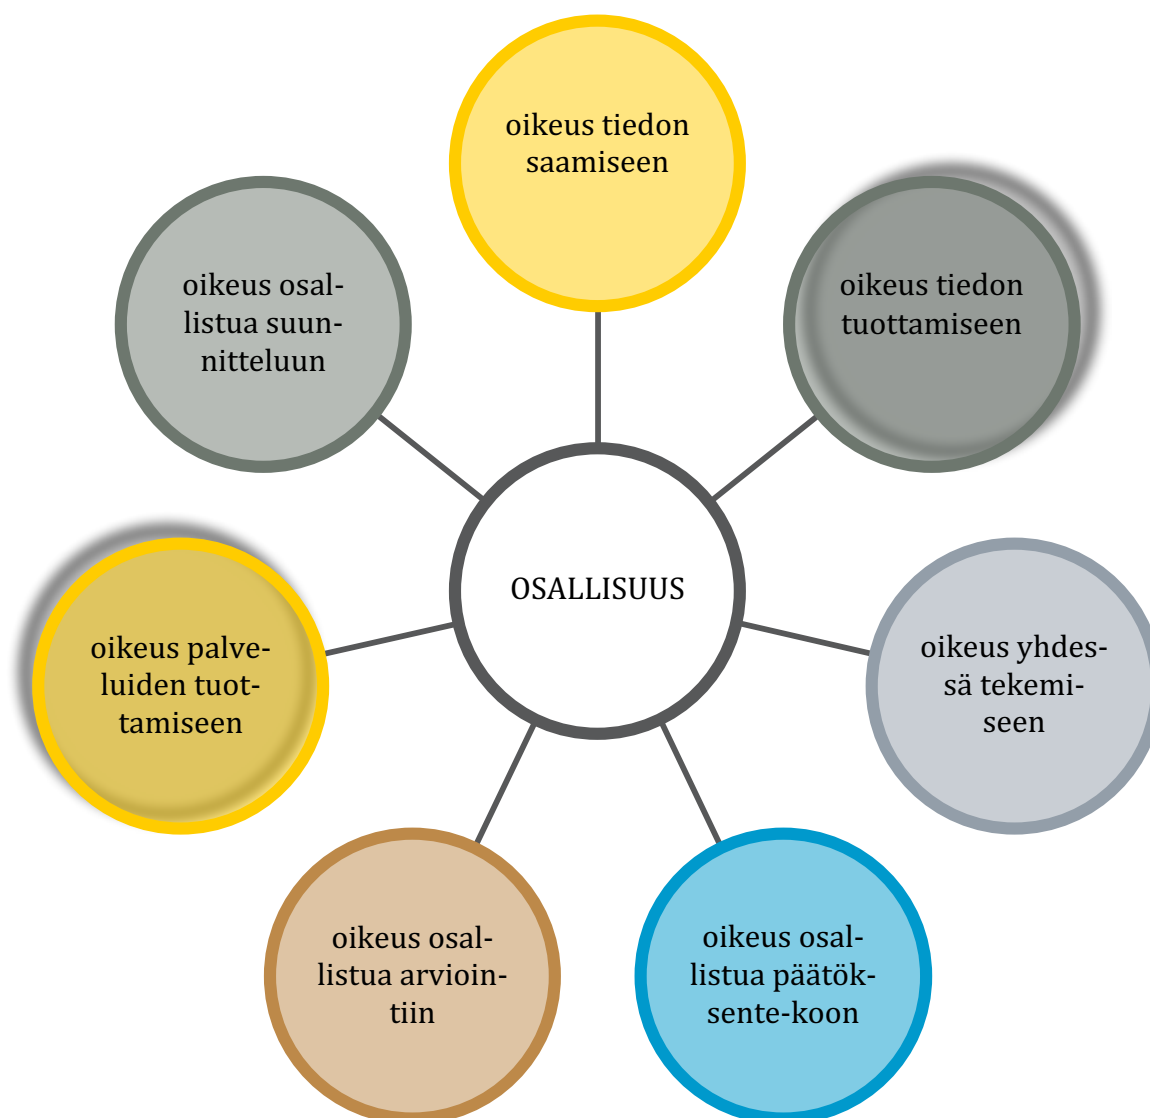 oikeus tiedon
saamiseen
oikeus tiedon
tuottamiseen
oikeus yhdes-
sä tekemi-
seen
oikeus osal-
listua päätök-
sente-koon
oikeus osal-
listua arvioin-
tiin
oikeus palve-
luiden tuot-
tamiseen
oikeus osal-
listua suun-
nitteluun
OSALLISUUS